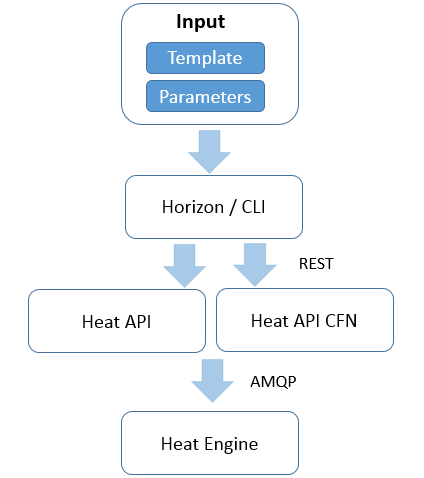 Input
Template
Parameters
Horizon / CLI
REST
Heat API
Heat API CFN
AMQP
Heat Engine